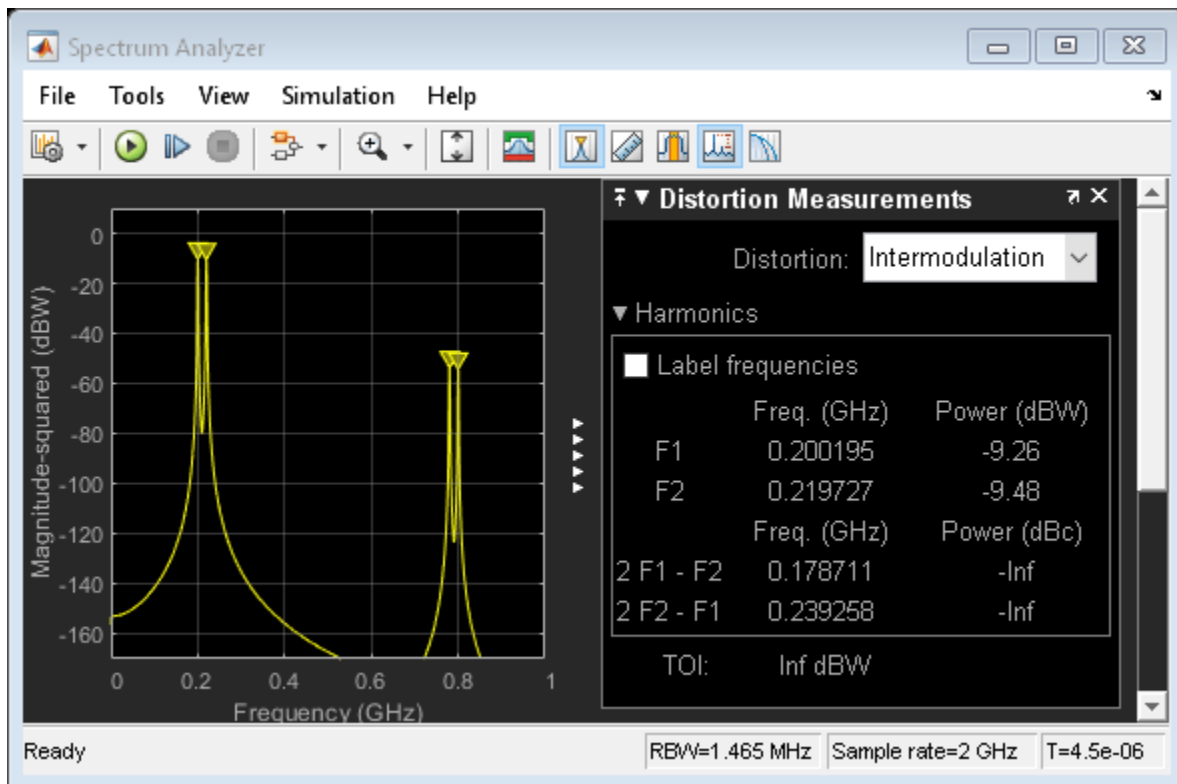 Spectrum Analyzer
File Tools View Simulation Help
Distortion Measurements
Distortion: Intermodulation
Harmonics
Label frequencies
Freq. (GHz) Power (dBW)
F1 0.200195 -9.26
F2 0.219727 -9.48
Freq. (GHz) Power (dBc)
2 F1 - F2 0.178711 -Inf
2 F2 - F1 0.239258 -Inf
TOI: Inf dBW
Magnitude-squared (dBW)
0
-20
-40
-60
-80
-100
-120
-140
-160
0 0.2 0.4 0.6 0.8 1
Frequency (GHz)
Ready RBW=1.465 MHz Sample rate=2 GHz T=4.5e-06